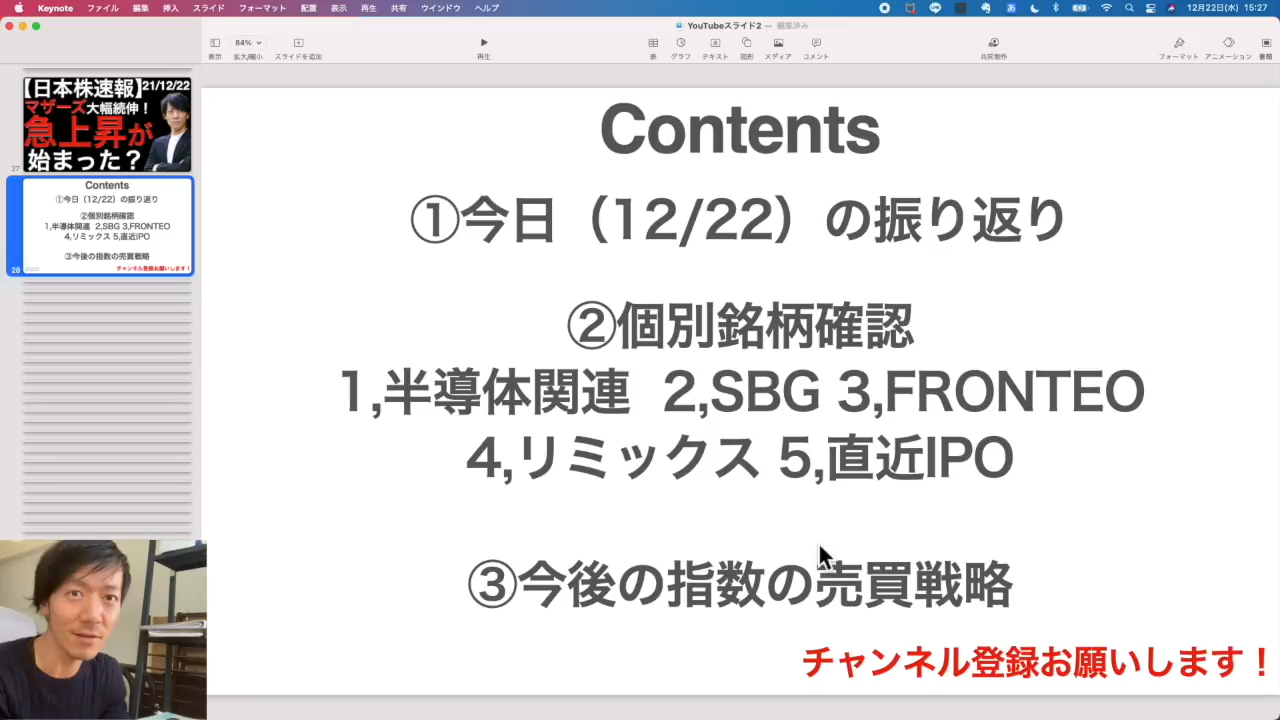 Keynote ファイル 編集 挿入 スライド フォーマット 配置 表示 再生 共有 ウインドウ ヘルプ
12月22日(水) 15:27
YouTubeスライド2 — 編集済み
84%
表示 拡大/縮小 スライドを追加 再生 表 グラフ テキスト 図形 メディア コメント 共同制作 フォーマット アニメーション 書類
【日本株速報】21/12/22
マザーズ大幅続伸！
急上昇が
始まった？
27
Contents
①今日（12/22）の振り返り
②個別銘柄確認
1,半導体関連 2,SBG 3,FRONTEO
4,リミックス 5,直近IPO
③今後の指数の売買戦略
チャンネル登録お願いします！
28
Contents
①今日（12/22）の振り返り
②個別銘柄確認
1,半導体関連 2,SBG 3,FRONTEO
4,リミックス 5,直近IPO
③今後の指数の売買戦略
チャンネル登録お願いします！